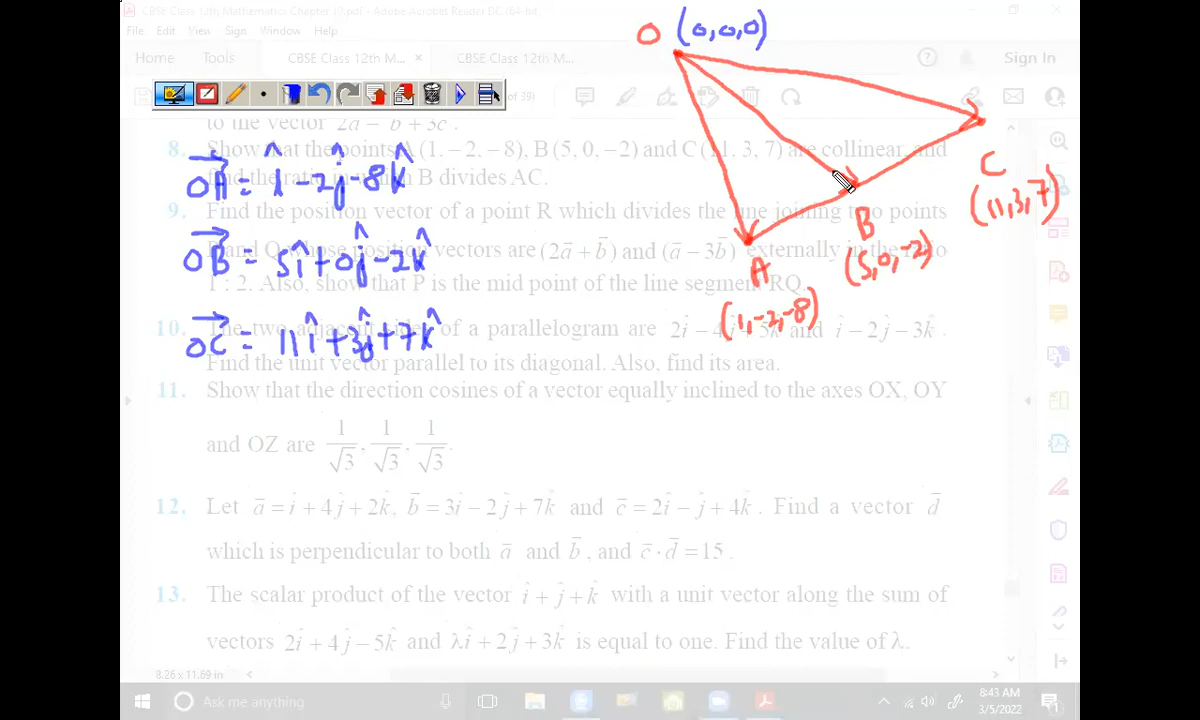 CBSE Class 12th Mathematics Chapter 10.pdf - Adobe Acrobat Reader DC (64-bit)
File Edit View Sign Window Help
Home Tools CBSE Class 12th M... × CBSE Class 12th M... Sign In
of 39)
O (0,0,0)
to the vector 2a − b + 3c .
8. Show that the points A (1, −2, −8), B (5, 0, −2) and C (11, 3, 7) are collinear, and
find the ratio in which B divides AC.
9. Find the position vector of a point R which divides the line joining two points
P and Q whose position vectors are (2a⃗ + b⃗) and (a⃗ − 3b⃗) externally in the ratio
1 : 2. Also, show that P is the mid point of the line segment RQ.
10. The two adjacent sides of a parallelogram are 2î − 4ĵ + 5k̂ and î − 2ĵ − 3k̂ .
Find the unit vector parallel to its diagonal. Also, find its area.
11. Show that the direction cosines of a vector equally inclined to the axes OX, OY
and OZ are 1/√3, 1/√3, 1/√3.
12. Let a⃗ = î + 4ĵ + 2k̂, b⃗ = 3î − 2ĵ + 7k̂ and c⃗ = 2î − ĵ + 4k̂ . Find a vector d⃗
which is perpendicular to both a⃗ and b⃗, and c⃗ · d⃗ = 15 .
13. The scalar product of the vector î + ĵ + k̂ with a unit vector along the sum of
vectors 2î + 4ĵ − 5k̂ and λî + 2ĵ + 3k̂ is equal to one. Find the value of λ.
OA⃗ = î − 2ĵ − 8k̂
OB⃗ = 5î + 0ĵ − 2k̂
OC⃗ = 11î + 3ĵ + 7k̂
C
(11,3,7)
B
(5,0,-2)
A
(1,-2,-8)
8.26 x 11.69 in
Ask me anything
8:43 AM
3/5/2022